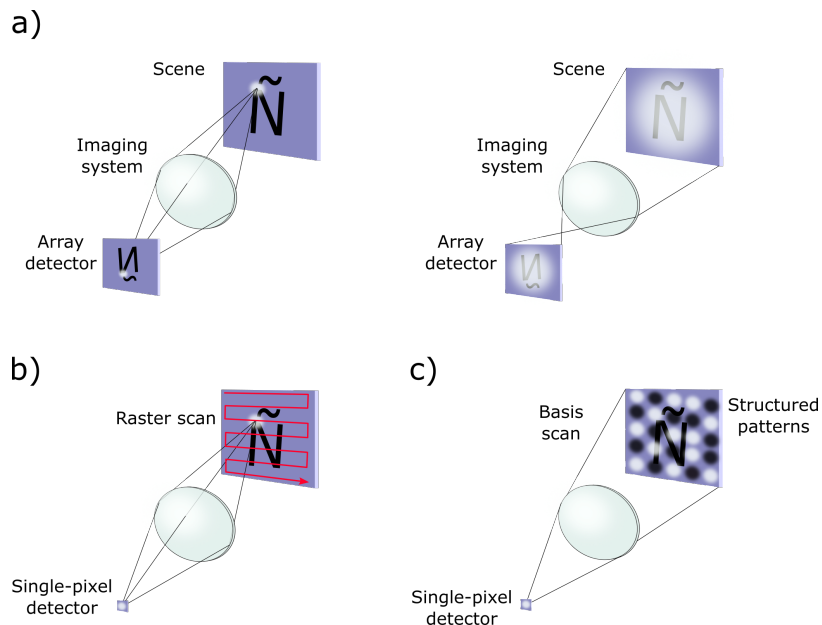 a)
Scene
Ñ
Imaging
system
Array
detector
Ñ
Scene
Ñ
Imaging
system
Array
detector
Ñ
b)
Raster scan
Ñ
Single-pixel
detector
c)
Basis
scan
Ñ
Structured
patterns
Single-pixel
detector